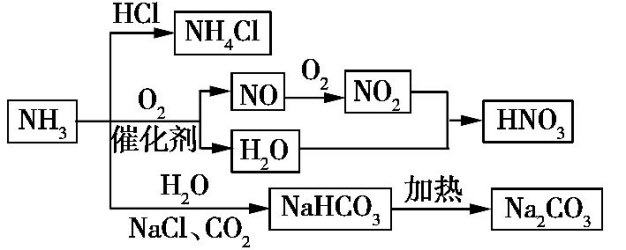 HCl
NH₄Cl
O₂
NO
O₂
NO₂
NH₃
催化剂
H₂O
HNO₃
H₂O
NaCl、CO₂
NaHCO₃
加热
Na₂CO₃